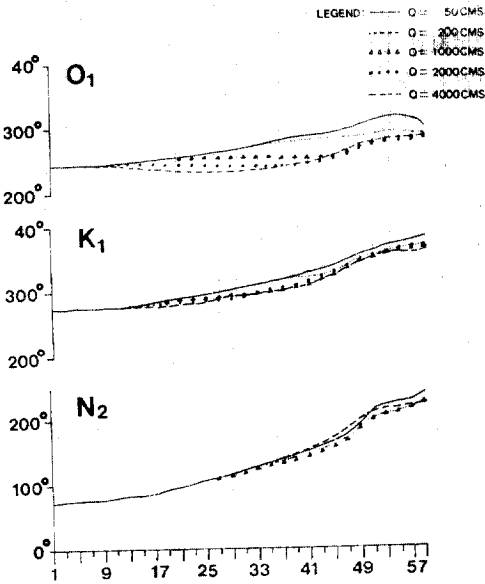 LEGEND: Q = 50CMS
Q = 200CMS
Q = 1000CMS
Q = 2000CMS
Q = 4000CMS
O1
40°
300°
200°
K1
40°
300°
200°
N2
200°
100°
0°
1 9 17 25 33 41 49 57